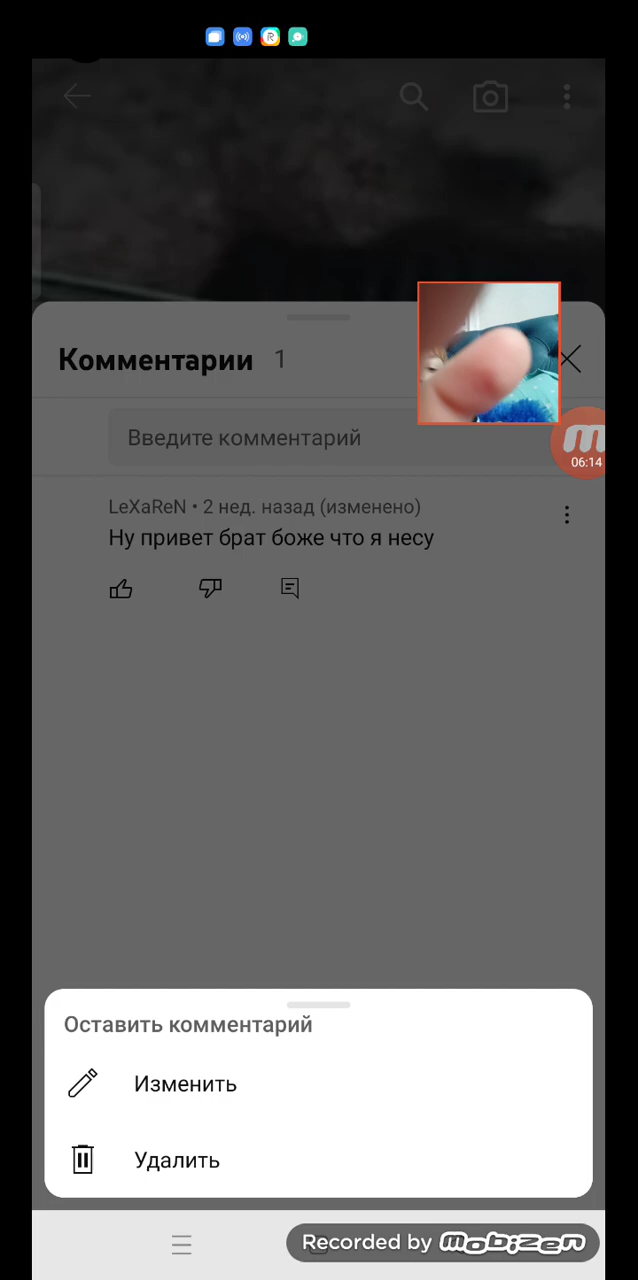 Комментарии 1
Введите комментарий
06:14
LeXaReN • 2 нед. назад (изменено)
Ну привет брат боже что я несу
Оставить комментарий
Изменить
Удалить
Recorded by mobizen